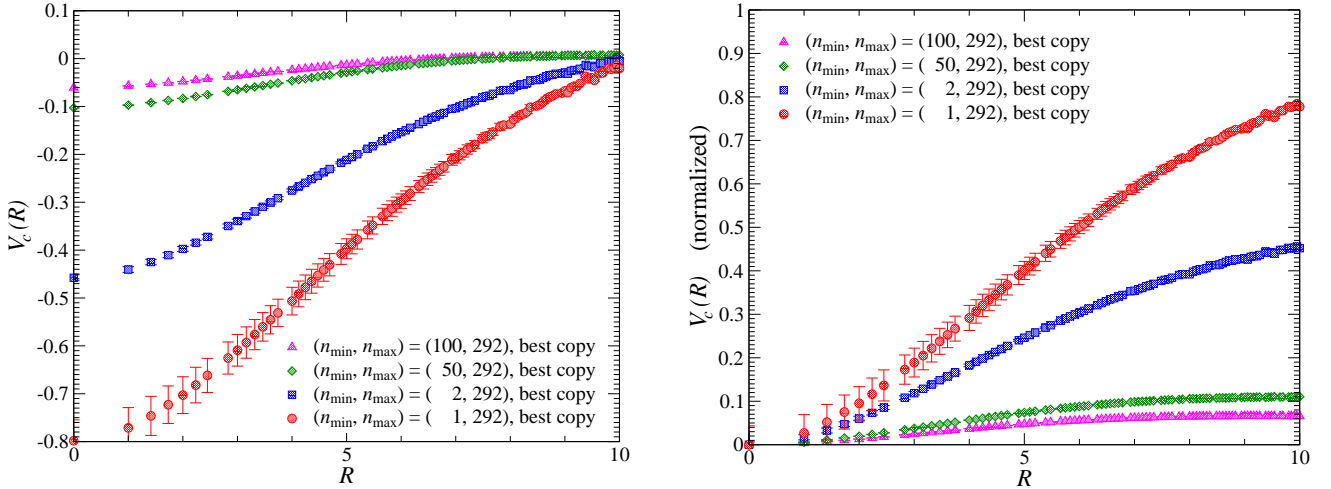 0.1
0
-0.1
-0.2
-0.3
-0.4
-0.5
-0.6
-0.7
-0.8
V_c(R)
(n_min, n_max) = (100, 292), best copy
(n_min, n_max) = ( 50, 292), best copy
(n_min, n_max) = ( 2, 292), best copy
(n_min, n_max) = ( 1, 292), best copy
0 5 10
R
1
0.9
0.8
0.7
0.6
0.5
0.4
0.3
0.2
0.1
0
V_c(R) (normalized)
(n_min, n_max) = (100, 292), best copy
(n_min, n_max) = ( 50, 292), best copy
(n_min, n_max) = ( 2, 292), best copy
(n_min, n_max) = ( 1, 292), best copy
0 5 10
R